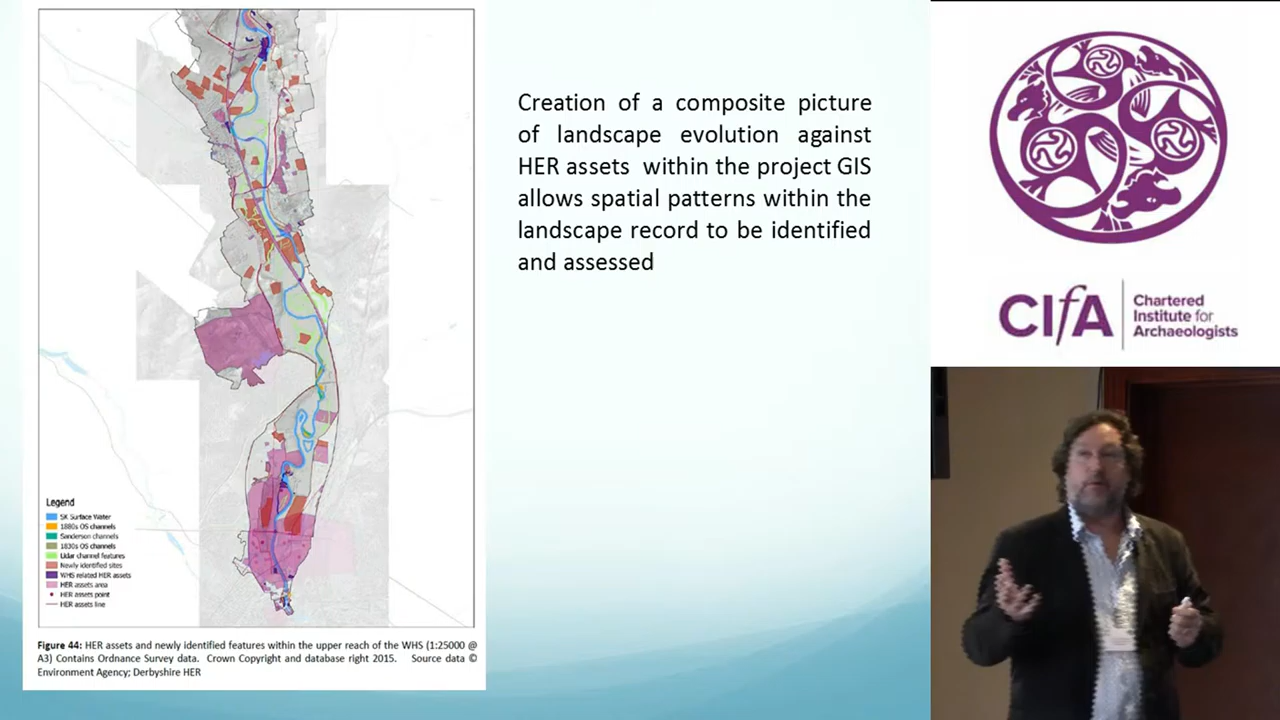 Creation of a composite picture
of landscape evolution against
HER assets within the project GIS
allows spatial patterns within the
landscape record to be identified
and assessed
Legend
SK Surface Water
1880s OS channels
Sanderson channels
1830s OS channels
Lidar channel features
Newly identified sites
WHS related HER assets
HER assets area
HER assets point
HER assets line
Figure 44: HER assets and newly identified features within the upper reach of the WHS (1:25000 @
A3) Contains Ordnance Survey data. Crown Copyright and database right 2015. Source data ©
Environment Agency; Derbyshire HER
CIfA
Chartered
Institute for
Archaeologists